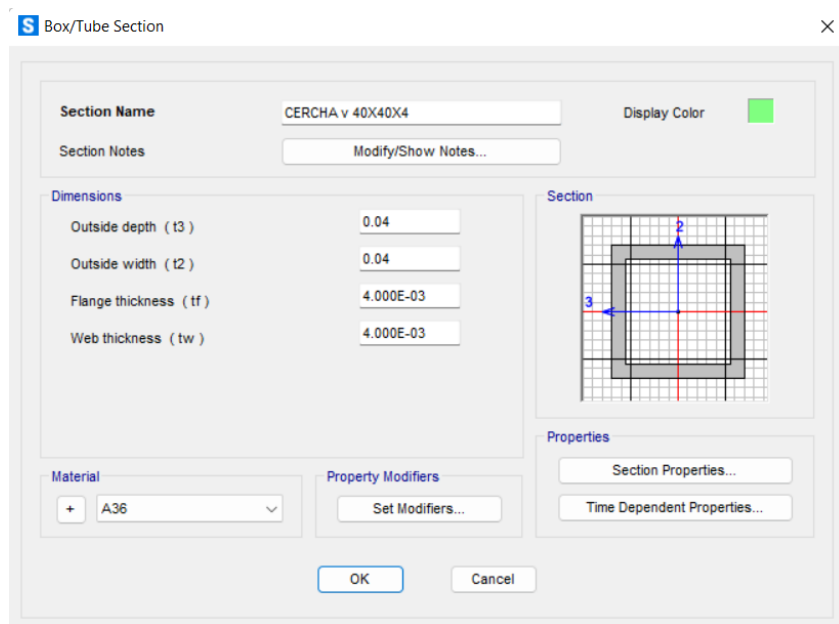 S Box/Tube Section
Section Name CERCHA v 40X40X4 Display Color
Section Notes Modify/Show Notes...
Dimensions
Outside depth ( t3 ) 0.04
Outside width ( t2 ) 0.04
Flange thickness ( tf ) 4.000E-03
Web thickness ( tw ) 4.000E-03
Section
2
3
Material
+ A36
Property Modifiers
Set Modifiers...
Properties
Section Properties...
Time Dependent Properties...
OK Cancel